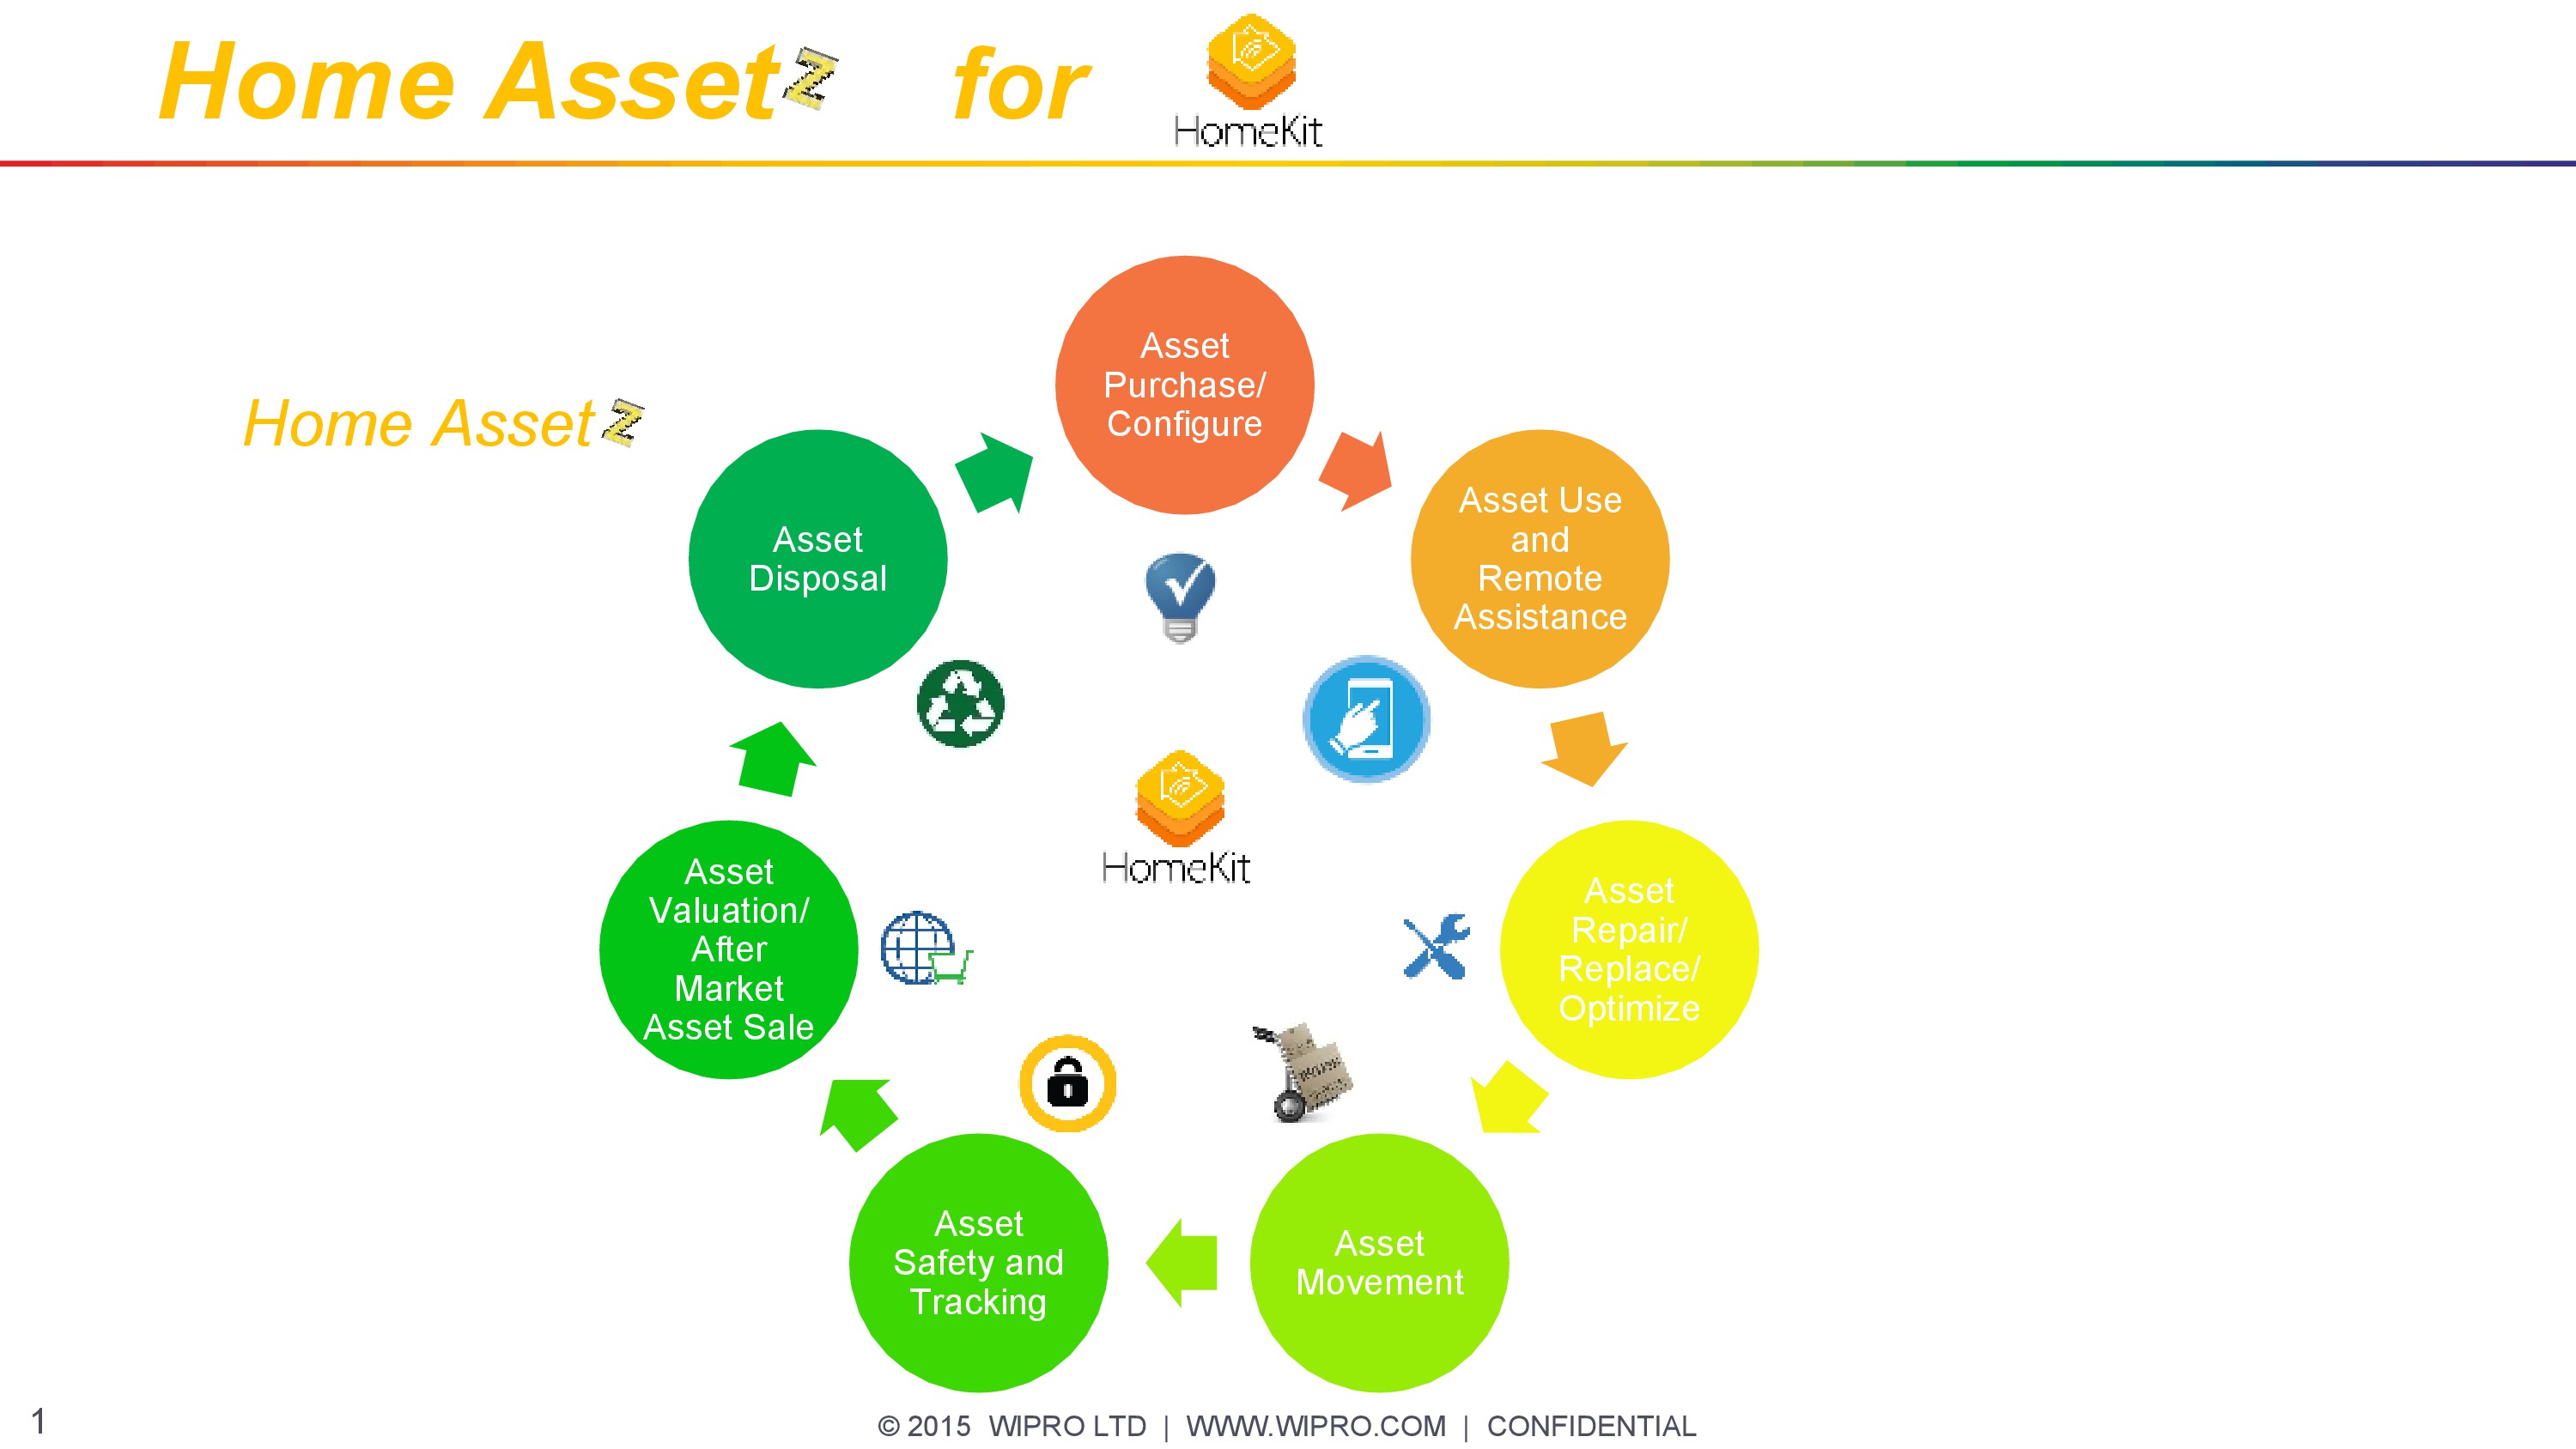 Home AssetZ for
HomeKit
Home AssetZ
Asset
Purchase/
Configure
Asset Use
and
Remote
Assistance
Asset
Repair/
Replace/
Optimize
Asset
Movement
Asset
Safety and
Tracking
Asset
Valuation/
After
Market
Asset Sale
Asset
Disposal
HomeKit
1
© 2015 WIPRO LTD | WWW.WIPRO.COM | CONFIDENTIAL